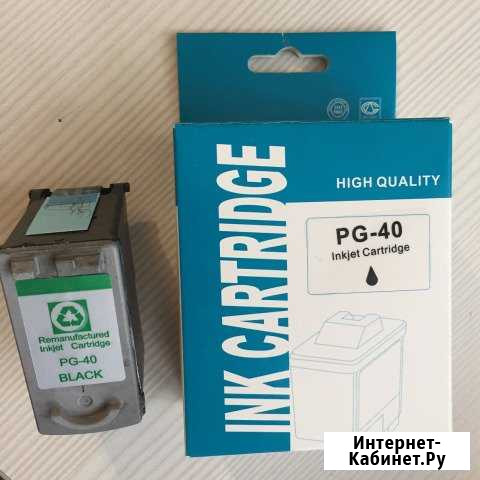 INK CARTRIDGE
HIGH QUALITY
PG-40
Inkjet Cartridge
Remanufactured
Inkjet Cartridge
PG-40
BLACK
Интернет-
Кабинет.Ру